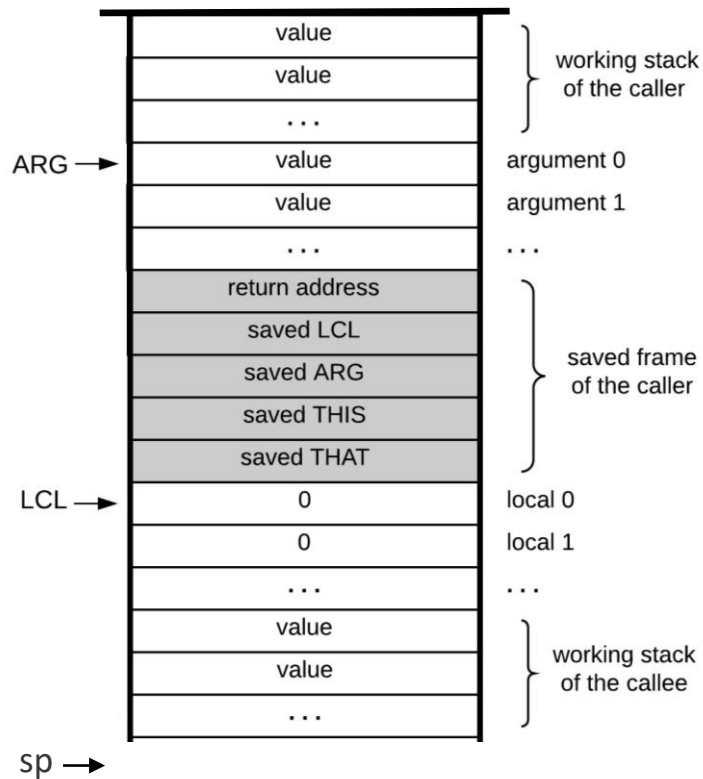 value
value
. . .
working stack
of the caller
ARG
value
argument 0
value
argument 1
. . .
. . .
return address
saved LCL
saved ARG
saved THIS
saved THAT
saved frame
of the caller
LCL
0
local 0
0
local 1
. . .
. . .
value
value
. . .
working stack
of the callee
sp